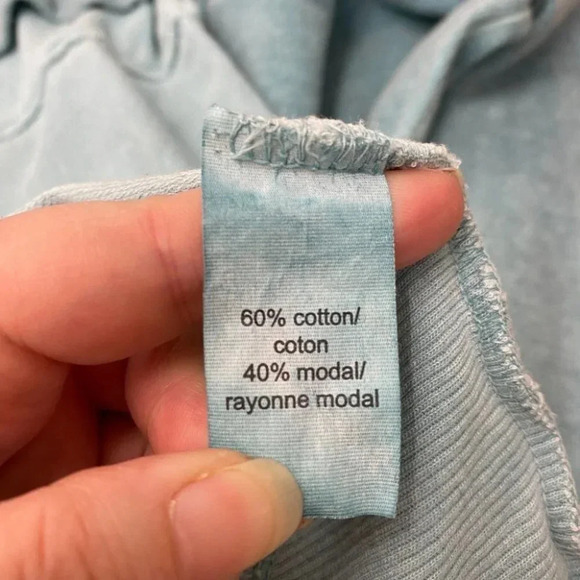 60% cotton/
coton
40% modal/
rayonne modal